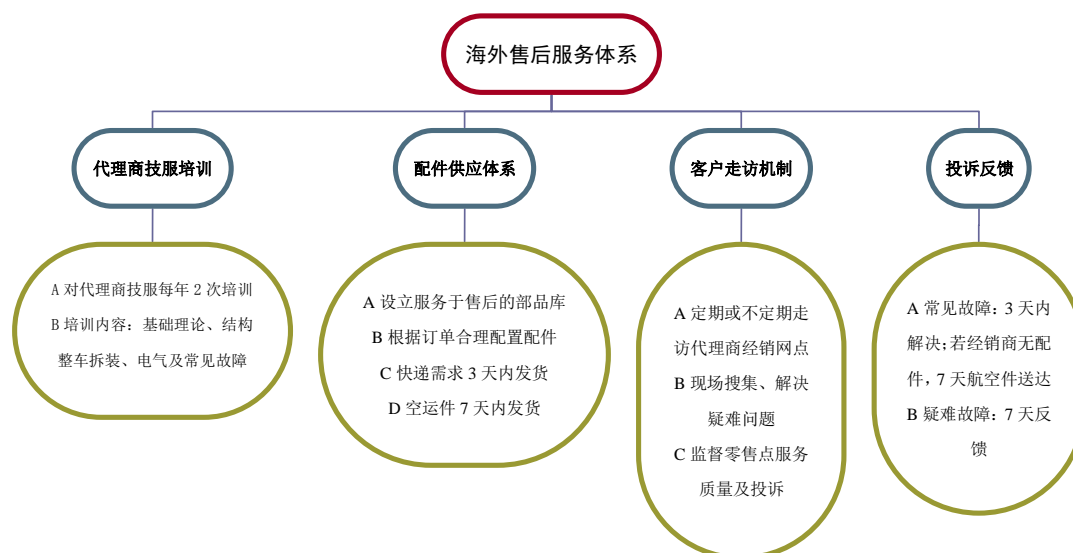 海外售后服务体系
代理商技服培训
配件供应体系
客户走访机制
投诉反馈
A 对代理商技服每年 2 次培训
B 培训内容：基础理论、结构
整车拆装、电气及常见故障
A 设立服务于售后的部品库
B 根据订单合理配置配件
C 快递需求 3 天内发货
D 空运件 7 天内发货
A 定期或不定期走
访代理商经销网点
B 现场搜集、解决
疑难问题
C 监督零售点服务
质量及投诉
A 常见故障：3 天内
解决;若经销商无配
件，7 天航空件送达
B 疑难故障：7 天反
馈